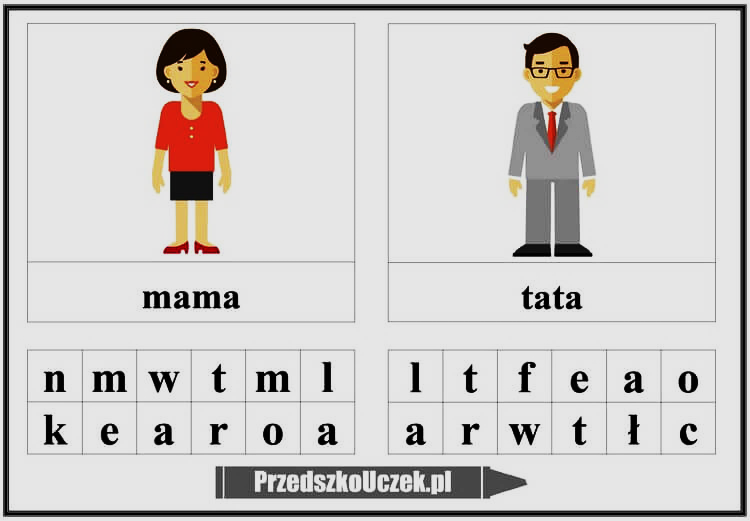 mama
tata
n m w t m l
k e a r o a
l t f e a o
a r w t ł c
PrzedszkoUczek.pl